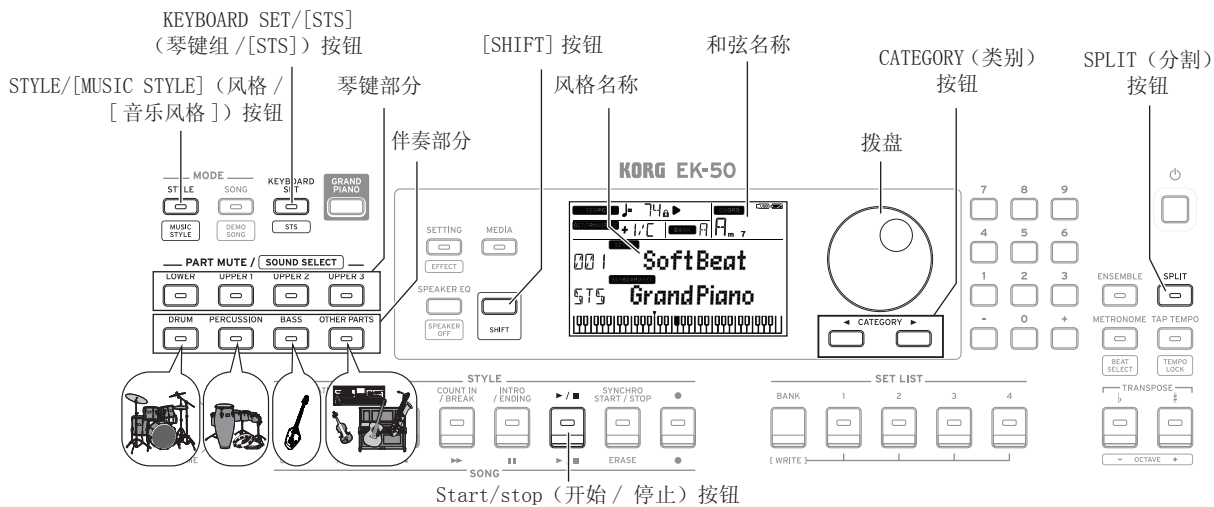 KEYBOARD SET/[STS]
（琴键组 /[STS]）按钮
[SHIFT] 按钮
和弦名称
CATEGORY（类别）
按钮
SPLIT（分割）
按钮
STYLE/[MUSIC STYLE]（风格 /
[ 音乐风格 ]）按钮
琴键部分
风格名称
伴奏部分
拨盘
KORG EK-50
MODE
STYLE
SONG
KEYBOARD
SET
GRAND
PIANO
MUSIC
STYLE
DEMO
SONG
STS
SETTING
MEDIA
EFFECT
SPEAKER EQ
SPEAKER
OFF
SHIFT
74
+1/C
BANK
A
Am 7
001
SoftBeat
STS
GrandPiano
◄ CATEGORY ►
7 8 9
4 5 6
1 2 3
- 0 +
ENSEMBLE
SPLIT
METRONOME
TAP TEMPO
BEAT
SELECT
TEMPO
LOCK
PART MUTE / SOUND SELECT
LOWER
UPPER 1
UPPER 2
UPPER 3
DRUM
PERCUSSION
BASS
OTHER PARTS
STYLE
COUNT IN
/ BREAK
INTRO
/ ENDING
►/■
SYNCHRO
START / STOP
●
►►
▮▮
► ■
ERASE
●
SONG
SET LIST
BANK
1
2
3
4
[ WRITE ]
TRANSPOSE
♭
♯
- OCTAVE +
Start/stop（开始 / 停止）按钮